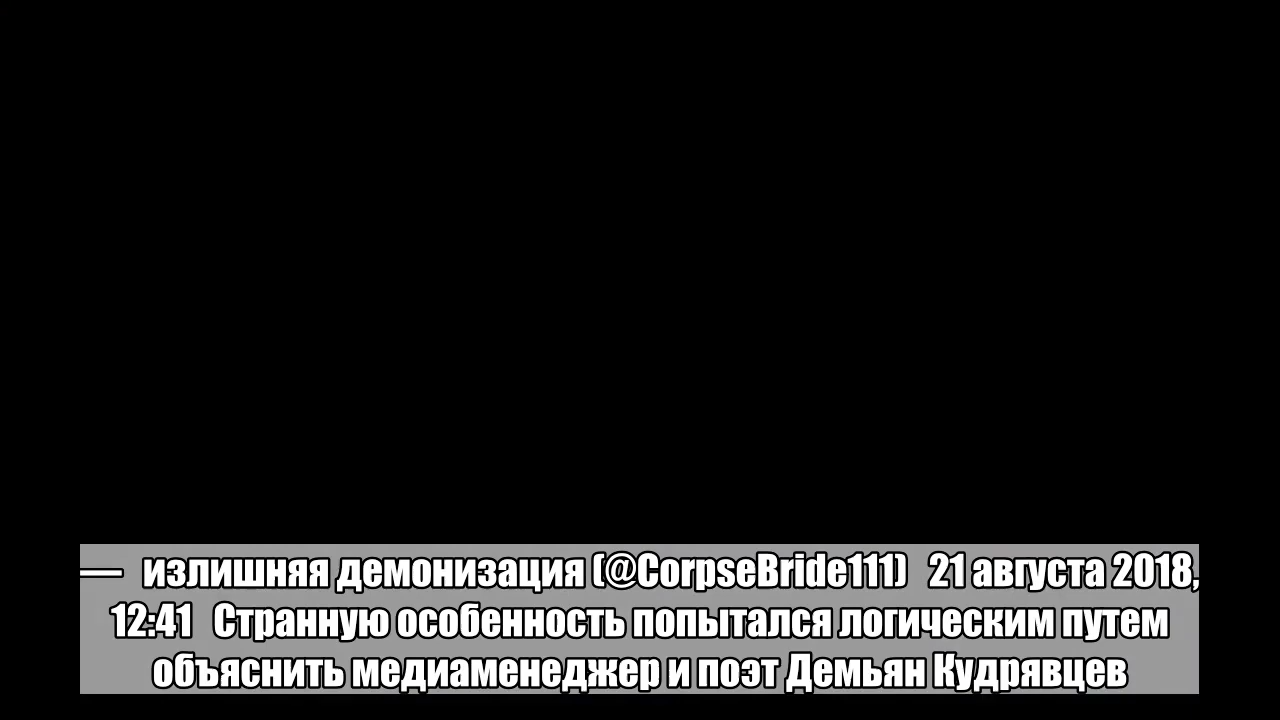 — излишняя демонизация (@CorpseBride111) 21 августа 2018,
12:41 Странную особенность попытался логическим путем
объяснить медиаменеджер и поэт Демьян Кудрявцев